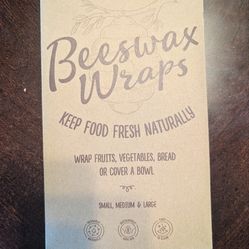 Beeswax
Wraps
KEEP FOOD FRESH NATURALLY
WRAP FRUITS, VEGETABLES, BREAD
OR COVER A BOWL
SMALL, MEDIUM & LARGE